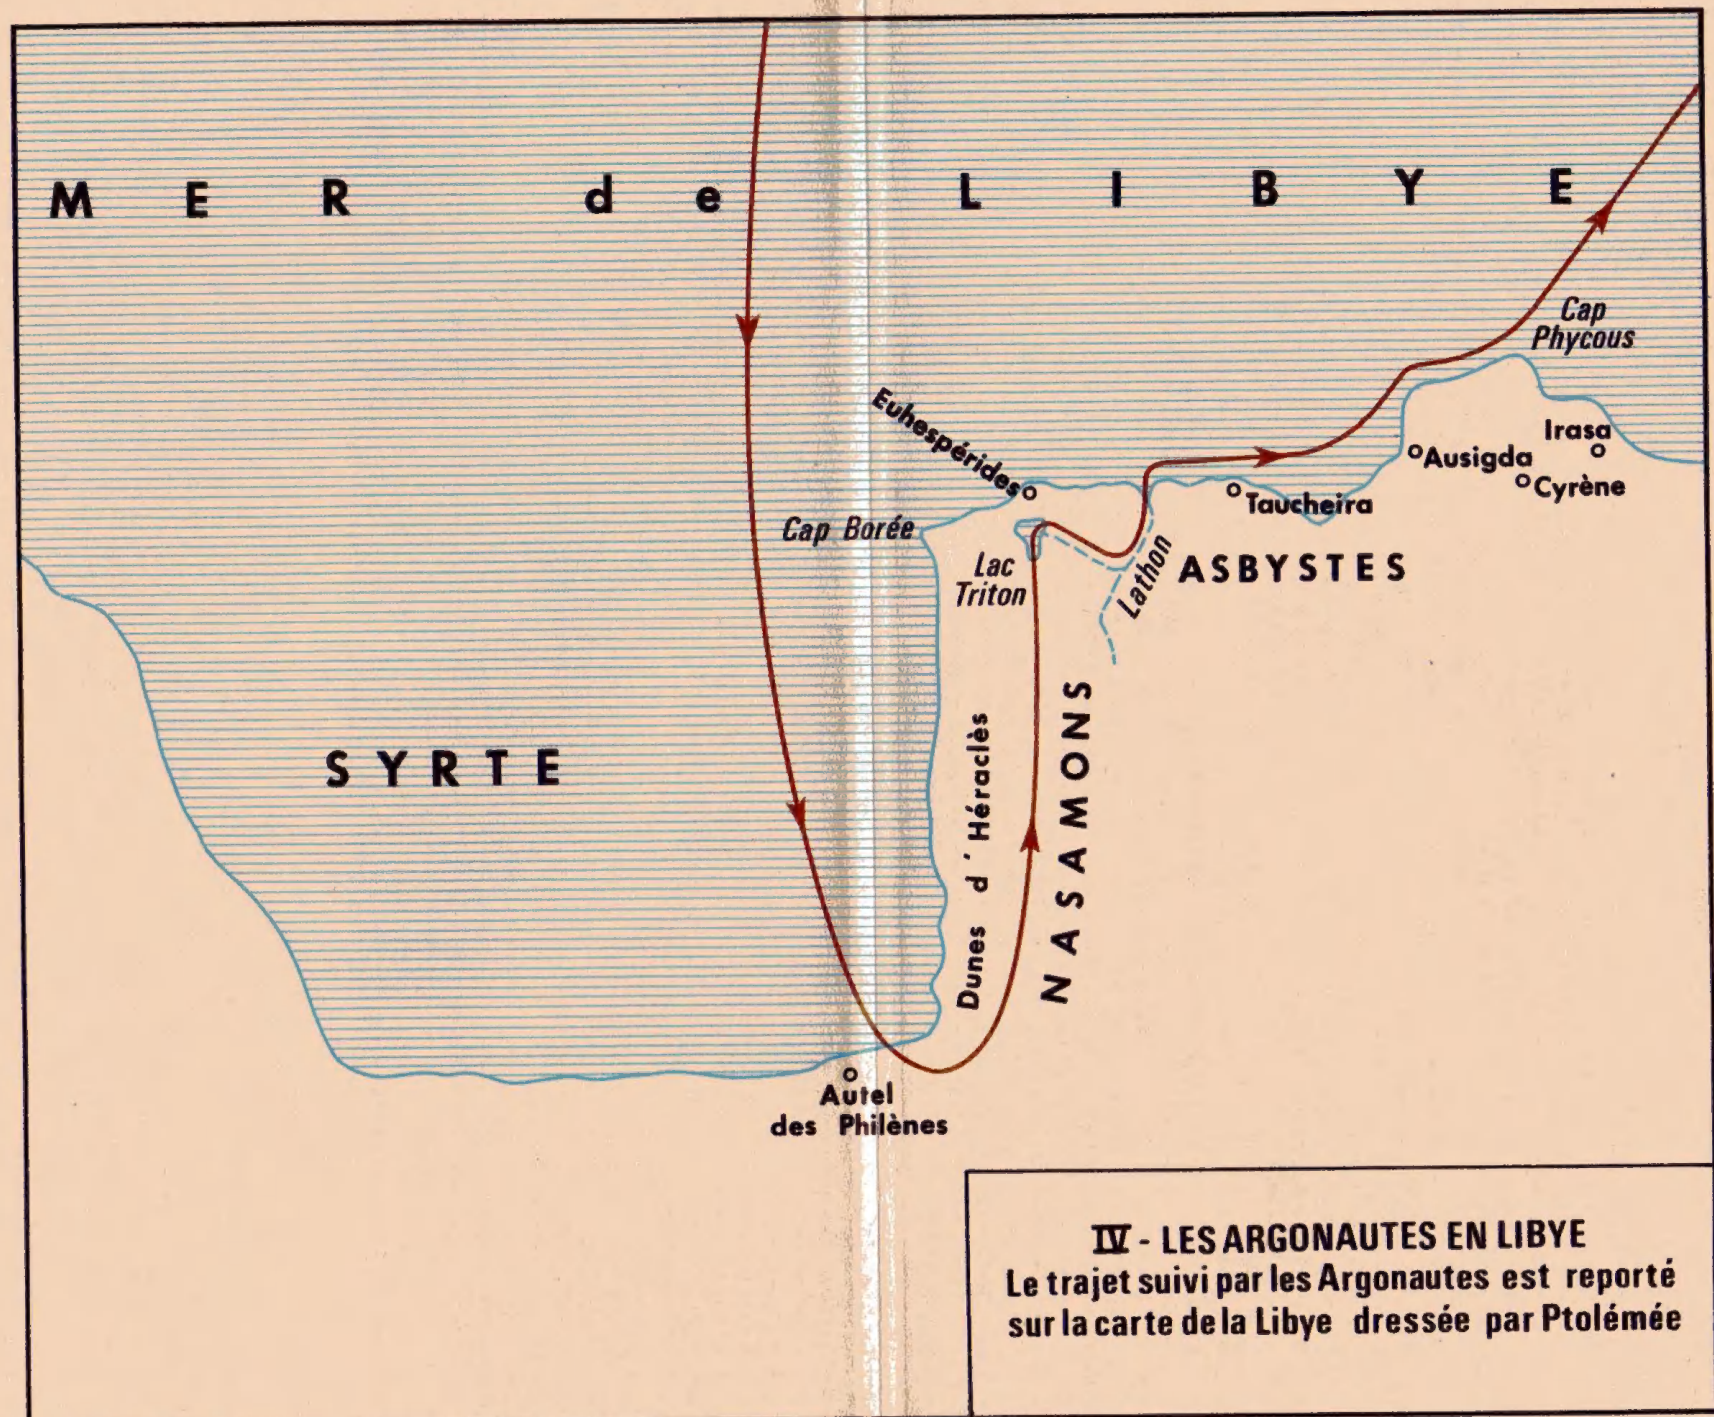 MER de LIBYE
Cap
Phycous
Euhespérides
Irasa
Ausigda
Cyrène
Taucheira
Cap Borée
Lac
Triton
Lathon
ASBYSTES
NASAMONS
Dunes d'Héraclès
SYRTE
Autel
des Philènes
IV - LES ARGONAUTES EN LIBYE
Le trajet suivi par les Argonautes est reporté
sur la carte de la Libye dressée par Ptolémée